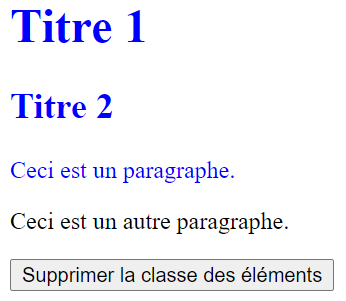 Titre 1
Titre 2
Ceci est un paragraphe.
Ceci est un autre paragraphe.
Supprimer la classe des éléments